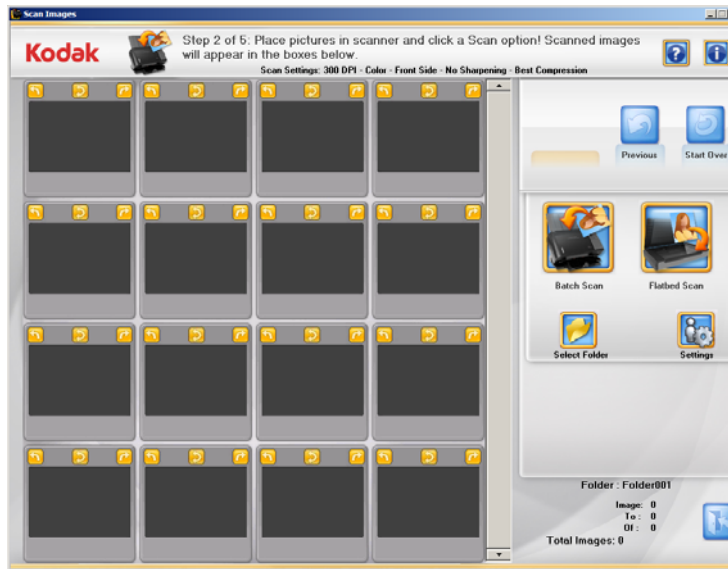 Scan Images
Kodak
Step 2 of 5: Place pictures in scanner and click a Scan option! Scanned images
will appear in the boxes below.
Scan Settings: 300 DPI - Color - Front Side - No Sharpening - Best Compression
Previous
Start Over
Batch Scan
Flatbed Scan
Select Folder
Settings
Folder : Folder001
Image: 0
To : 0
Of : 0
Total Images: 0